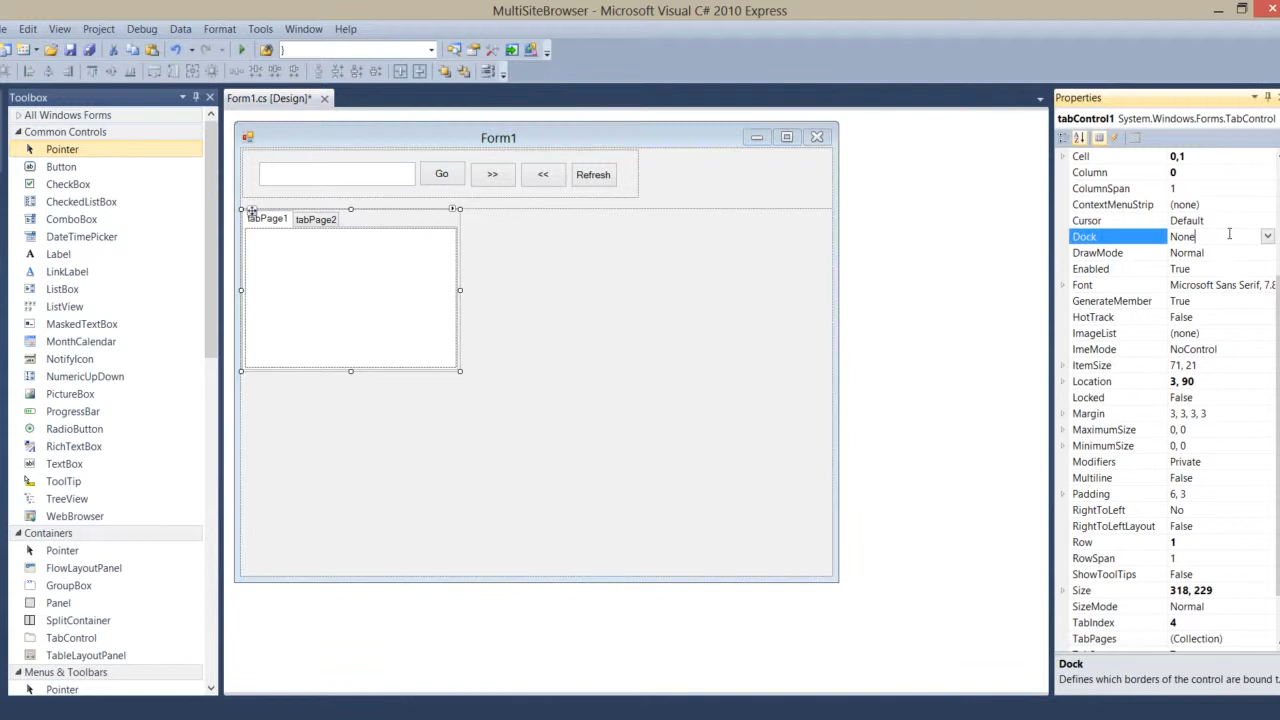 MultiSiteBrowser - Microsoft Visual C# 2010 Express
Edit View Project Debug Data Format Tools Window Help
}
Toolbox
All Windows Forms
Common Controls
Pointer
Button
CheckBox
CheckedListBox
ComboBox
DateTimePicker
Label
LinkLabel
ListBox
ListView
MaskedTextBox
MonthCalendar
NotifyIcon
NumericUpDown
PictureBox
ProgressBar
RadioButton
RichTextBox
TextBox
ToolTip
TreeView
WebBrowser
Containers
Pointer
FlowLayoutPanel
GroupBox
Panel
SplitContainer
TabControl
TableLayoutPanel
Menus & Toolbars
Pointer
Form1.cs [Design]*
Form1
Go >> << Refresh
tabPage1 tabPage2
Properties
tabControl1 System.Windows.Forms.TabControl
Cell 0,1
Column 0
ColumnSpan 1
ContextMenuStrip (none)
Cursor Default
Dock None
DrawMode Normal
Enabled True
Font Microsoft Sans Serif, 7.8
GenerateMember True
HotTrack False
ImageList (none)
ImeMode NoControl
ItemSize 71, 21
Location 3, 90
Locked False
Margin 3, 3, 3, 3
MaximumSize 0, 0
MinimumSize 0, 0
Modifiers Private
Multiline False
Padding 6, 3
RightToLeft No
RightToLeftLayout False
Row 1
RowSpan 1
ShowToolTips False
Size 318, 229
SizeMode Normal
TabIndex 4
TabPages (Collection)
Dock
Defines which borders of the control are bound t